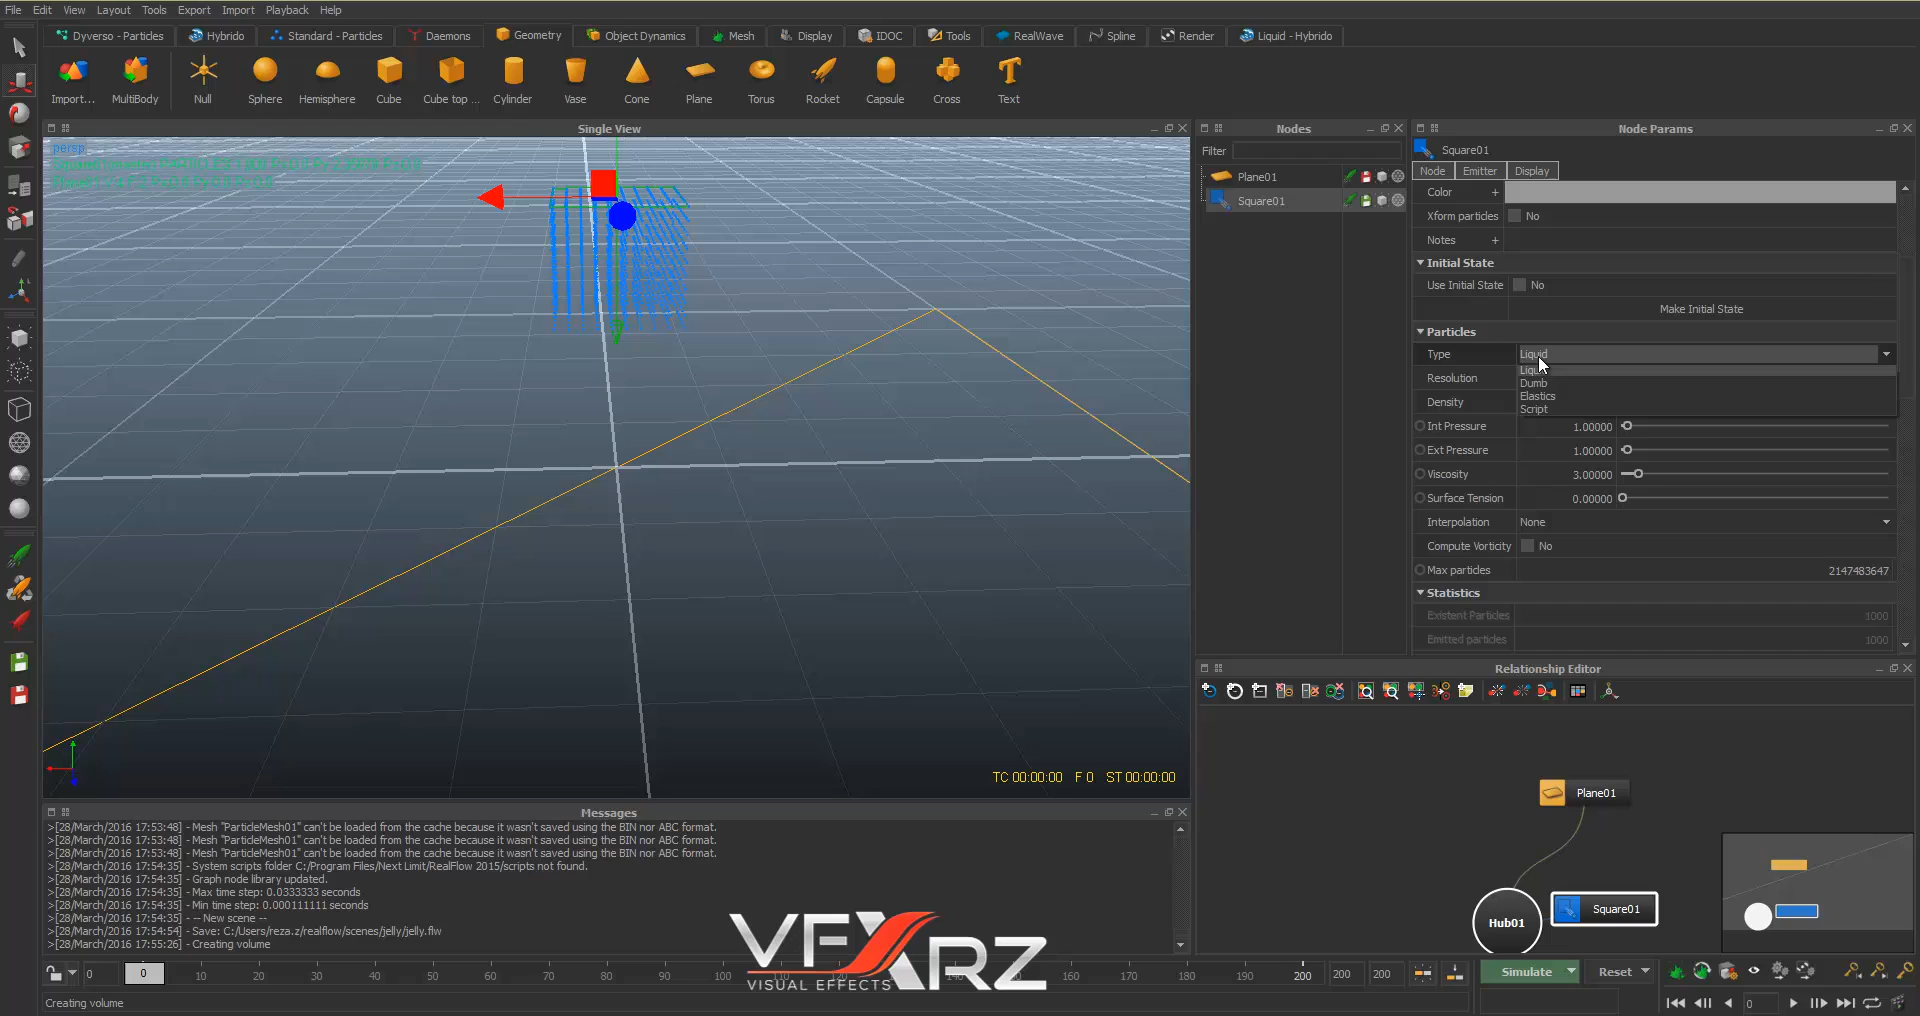 File Edit View Layout Tools Export Import Playback Help
Dyverso - Particles Hybrido Standard - Particles Daemons Geometry Object Dynamics Mesh Display IDOC Tools RealWave Spline Render Liquid - Hybrido
Import... MultiBody Null Sphere Hemisphere Cube Cube top ... Cylinder Vase Cone Plane Torus Rocket Capsule Cross Text
Single View
persp
TC 00:00:00 F 0 ST 00:00:00
Nodes
Filter
Plane01
Square01
Node Params
Square01
Node Emitter Display
Color +
Xform particles No
Notes +
Initial State
Use Initial State No
Make Initial State
Particles
Type Liquid
Dumb
Resolution
Elastics
Density
Script
Int Pressure 1.00000
Ext Pressure 1.00000
Viscosity 3.00000
Surface Tension 0.00000
Interpolation None
Compute Vorticity No
Max particles 2147483647
Statistics
Existent Particles 1000
Emitted particles 1000
Relationship Editor
Plane01
Hub01
Square01
Messages
>[28/March/2016 17:53:48] - Mesh "ParticleMesh01" can't be loaded from the cache because it wasn't saved using the BIN nor ABC format.
>[28/March/2016 17:53:48] - Mesh "ParticleMesh01" can't be loaded from the cache because it wasn't saved using the BIN nor ABC format.
>[28/March/2016 17:53:48] - Mesh "ParticleMesh01" can't be loaded from the cache because it wasn't saved using the BIN nor ABC format.
>[28/March/2016 17:54:35] - System scripts folder C:/Program Files/Next Limit/RealFlow 2015/scripts not found.
>[28/March/2016 17:54:35] - Graph node library updated.
>[28/March/2016 17:54:35] - Max time step: 0.0333333 seconds
>[28/March/2016 17:54:35] - Min time step: 0.000111111 seconds
>[28/March/2016 17:54:35] - -- New scene --
>[28/March/2016 17:54:54] - Save: C:/Users/reza.z/realflow/scenes/jelly/jelly.flw
>[28/March/2016 17:55:26] - Creating volume
VFXARZ
VISUAL EFFECTS
0 0 10 20 30 40 50 60 70 80 90 100 110 120 160 170 180 190 200 200 200
Simulate Reset
Creating volume
0